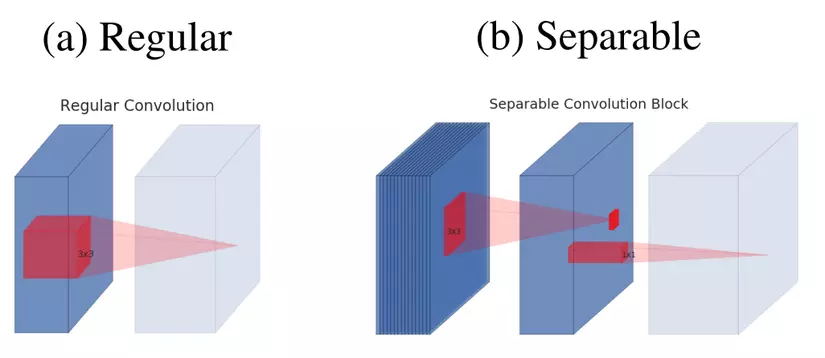 (a) Regular
(b) Separable
Regular Convolution
Separable Convolution Block
3x3
3x3
1x1